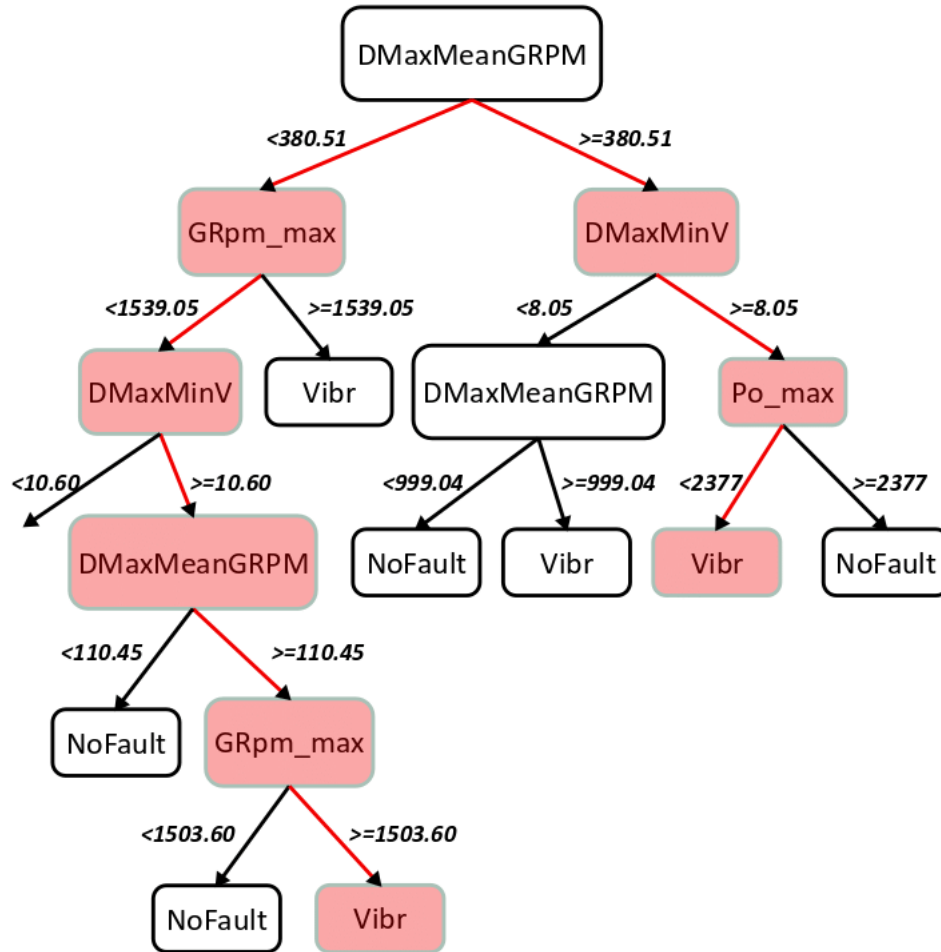 DMaxMeanGRPM
<380.51
>=380.51
GRpm_max
DMaxMinV
<1539.05
>=1539.05
<8.05
>=8.05
DMaxMinV
Vibr
DMaxMeanGRPM
Po_max
<10.60
>=10.60
<999.04
>=999.04
<2377
>=2377
DMaxMeanGRPM
NoFault
Vibr
Vibr
NoFault
<110.45
>=110.45
NoFault
GRpm_max
<1503.60
>=1503.60
NoFault
Vibr